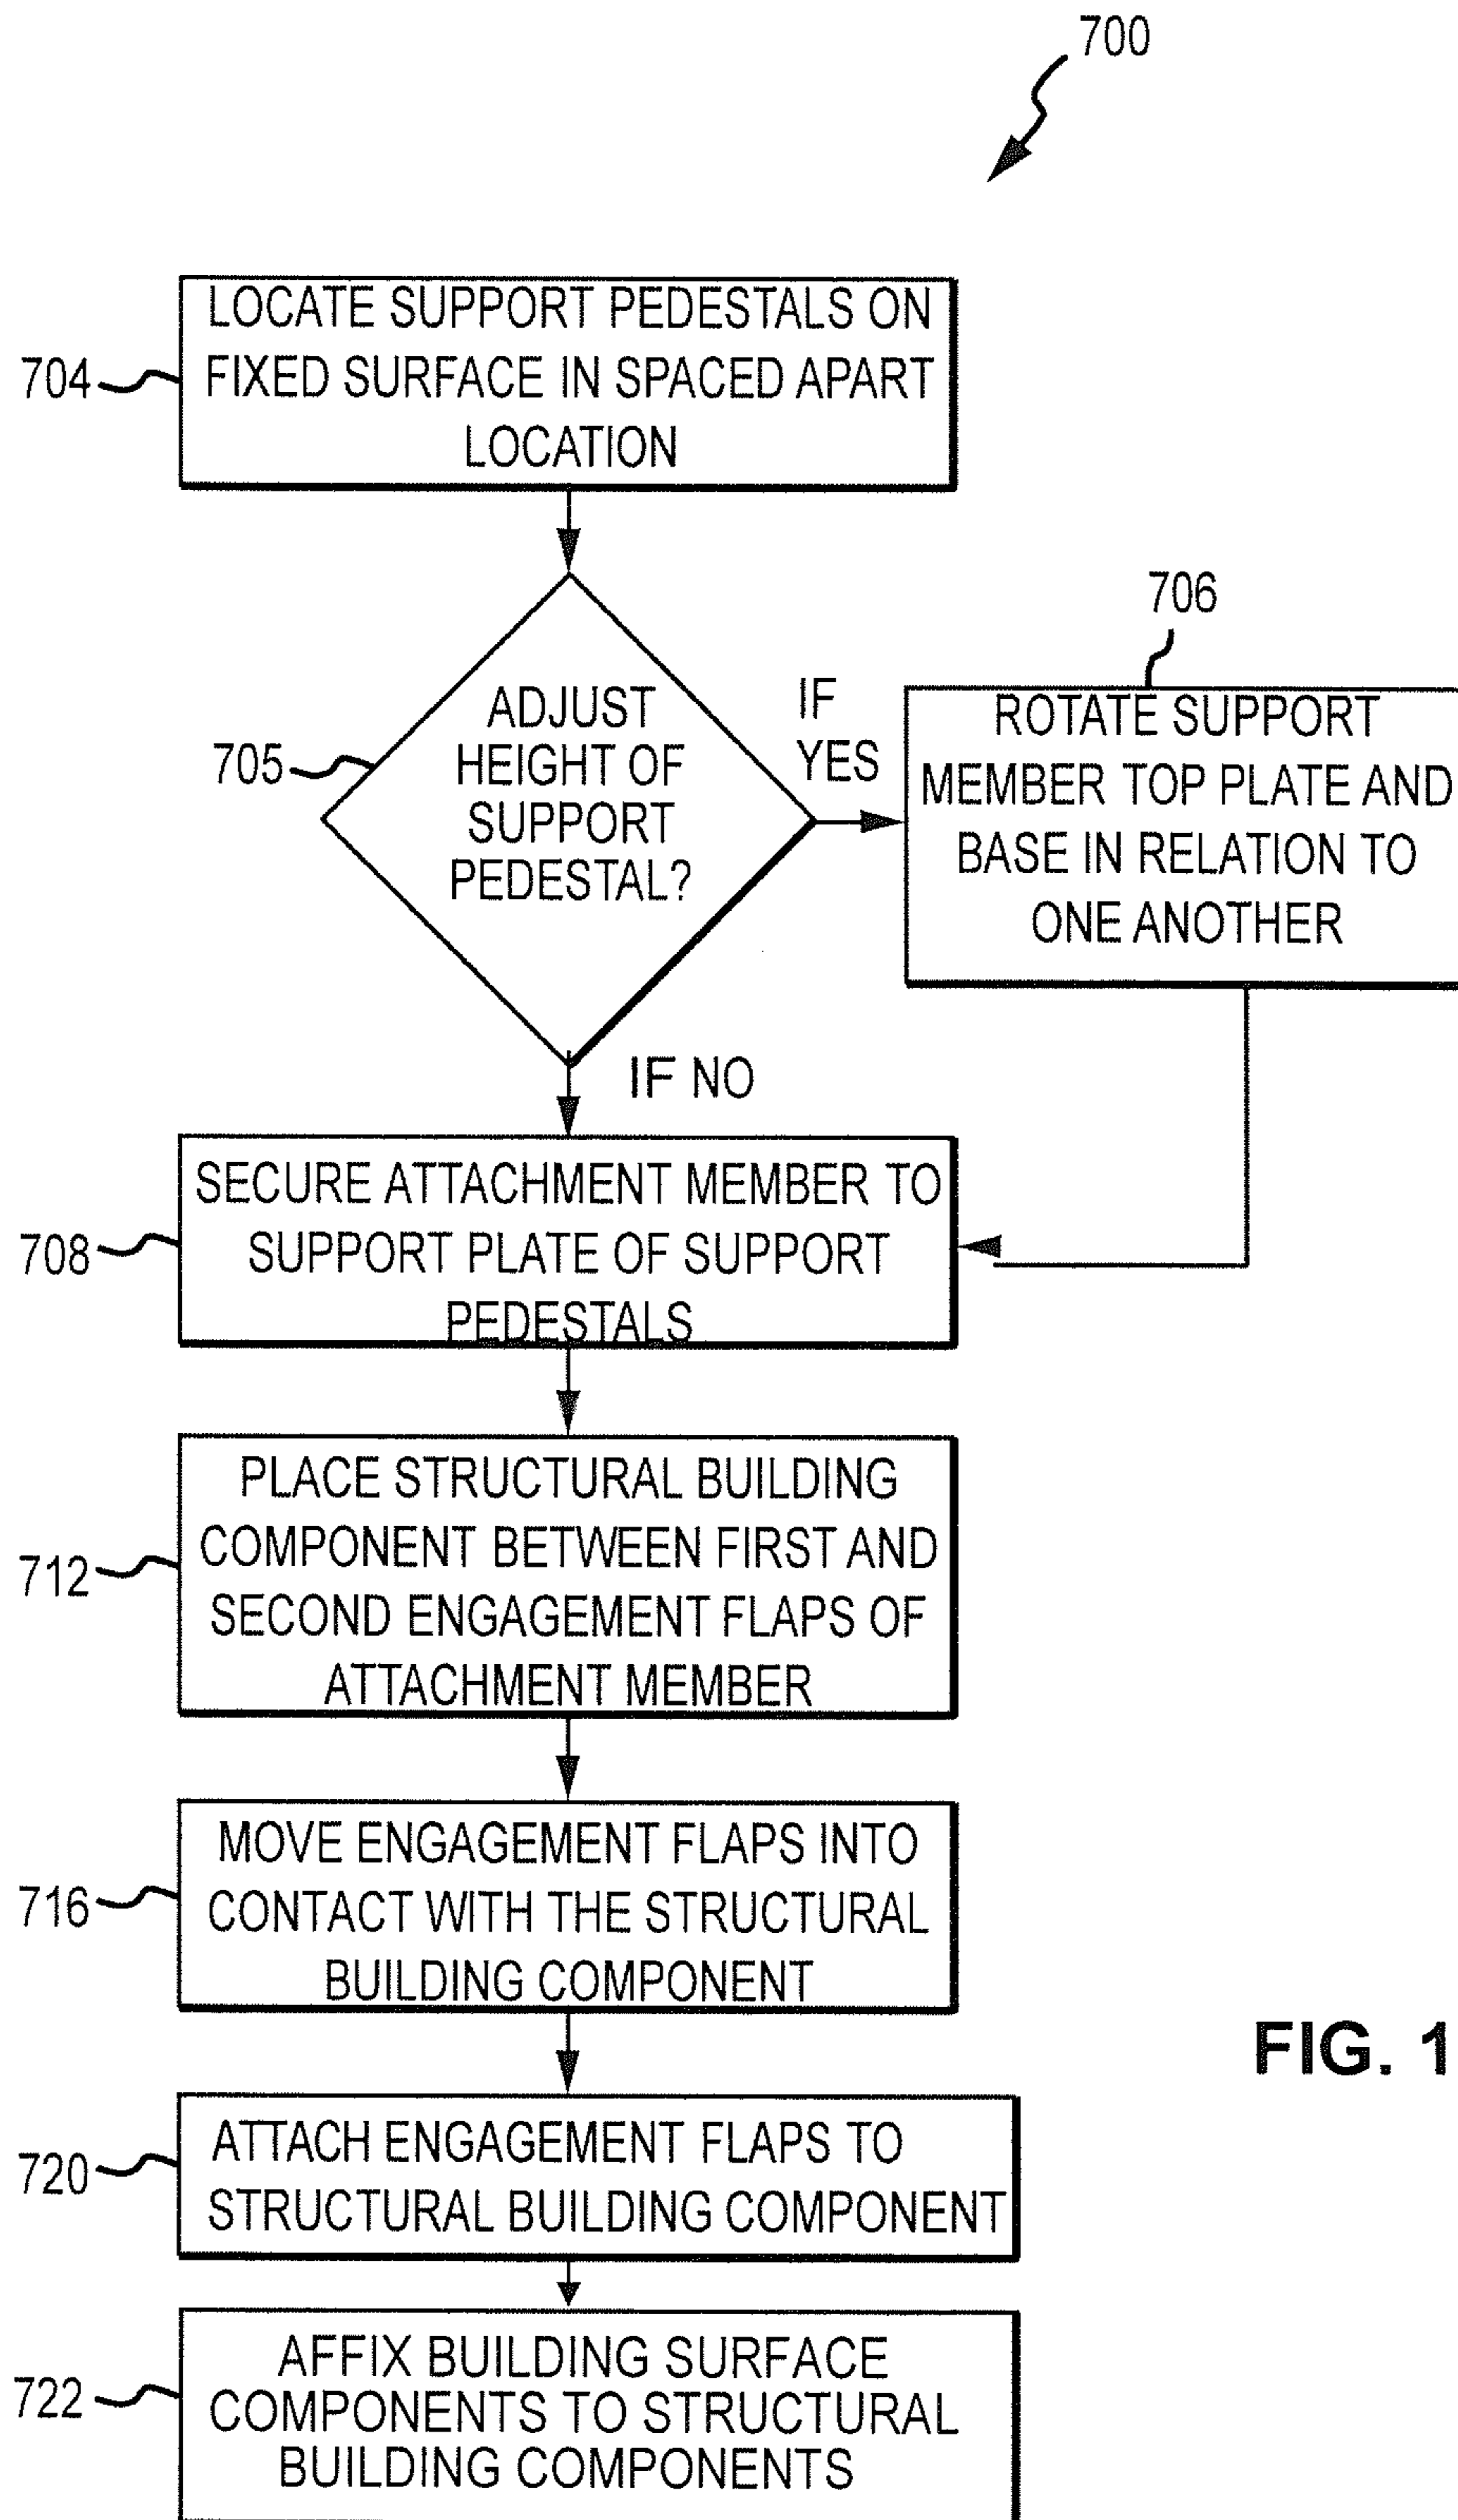 700
LOCATE SUPPORT PEDESTALS ON
FIXED SURFACE IN SPACED APART
LOCATION
704
ADJUST
HEIGHT OF
SUPPORT
PEDESTAL?
705
IF
YES
706
ROTATE SUPPORT
MEMBER TOP PLATE AND
BASE IN RELATION TO
ONE ANOTHER
IF NO
SECURE ATTACHMENT MEMBER TO
SUPPORT PLATE OF SUPPORT
PEDESTALS
708
PLACE STRUCTURAL BUILDING
COMPONENT BETWEEN FIRST AND
SECOND ENGAGEMENT FLAPS OF
ATTACHMENT MEMBER
712
MOVE ENGAGEMENT FLAPS INTO
CONTACT WITH THE STRUCTURAL
BUILDING COMPONENT
716
FIG. 1
ATTACH ENGAGEMENT FLAPS TO
STRUCTURAL BUILDING COMPONENT
720
AFFIX BUILDING SURFACE
COMPONENTS TO STRUCTURAL
BUILDING COMPONENTS
722